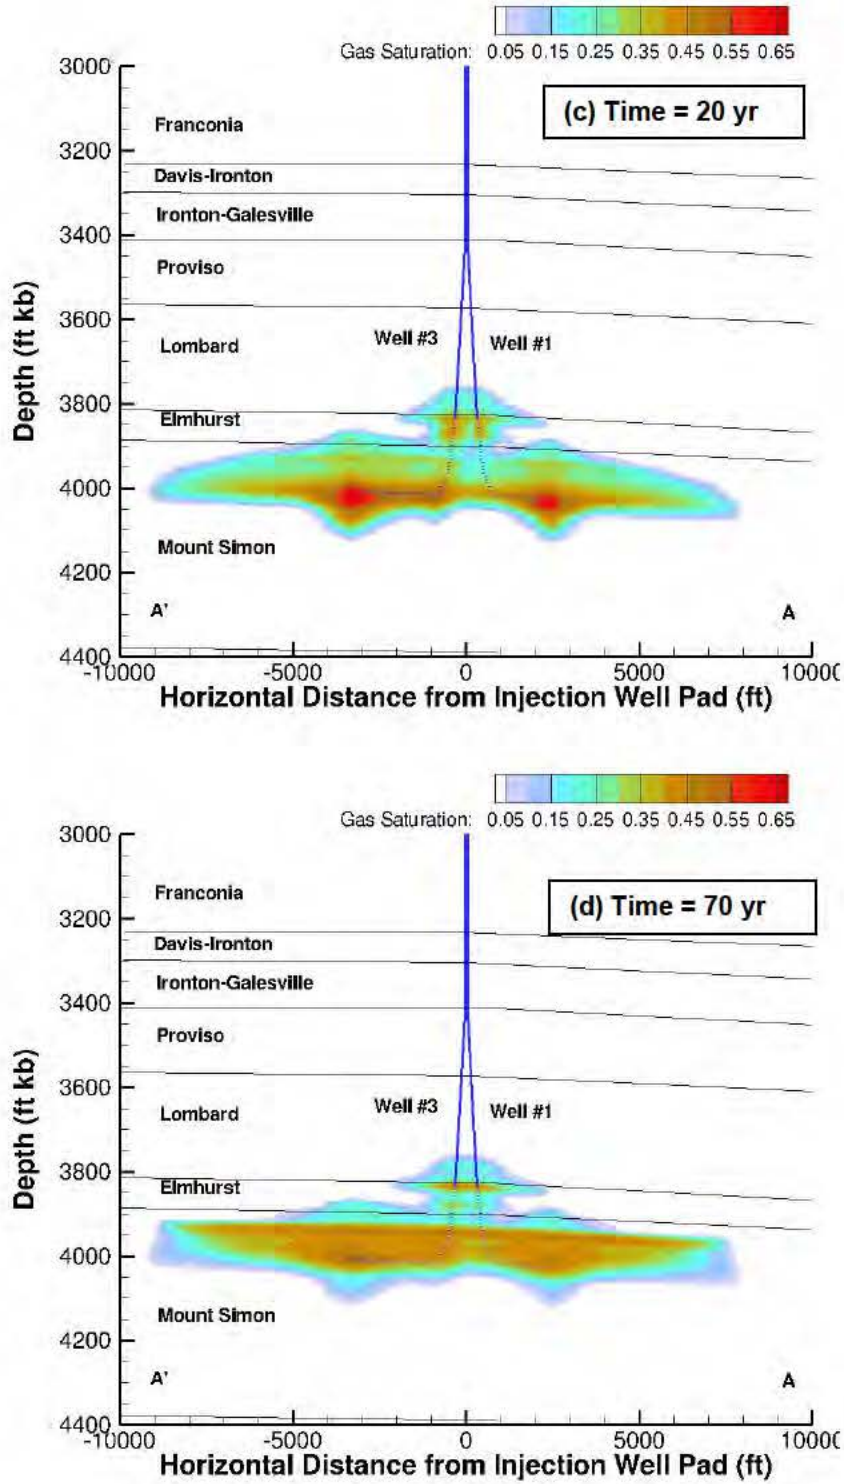 Gas Saturation: 0.05 0.15 0.25 0.35 0.45 0.55 0.65
(c) Time = 20 yr
3000
Franconia
3200
Davis-Ironton
Ironton-Galesville
3400
Proviso
3600
Well #3
Well #1
Lombard
3800
Elmhurst
4000
Mount Simon
4200
A'
A
4400
-10000 -5000 0 5000 10000
Depth (ft kb)
Horizontal Distance from Injection Well Pad (ft)
Gas Saturation: 0.05 0.15 0.25 0.35 0.45 0.55 0.65
(d) Time = 70 yr
3000
Franconia
3200
Davis-Ironton
Ironton-Galesville
3400
Proviso
3600
Well #3
Well #1
Lombard
3800
Elmhurst
4000
Mount Simon
4200
A'
A
4400
-10000 -5000 0 5000 10000
Depth (ft kb)
Horizontal Distance from Injection Well Pad (ft)